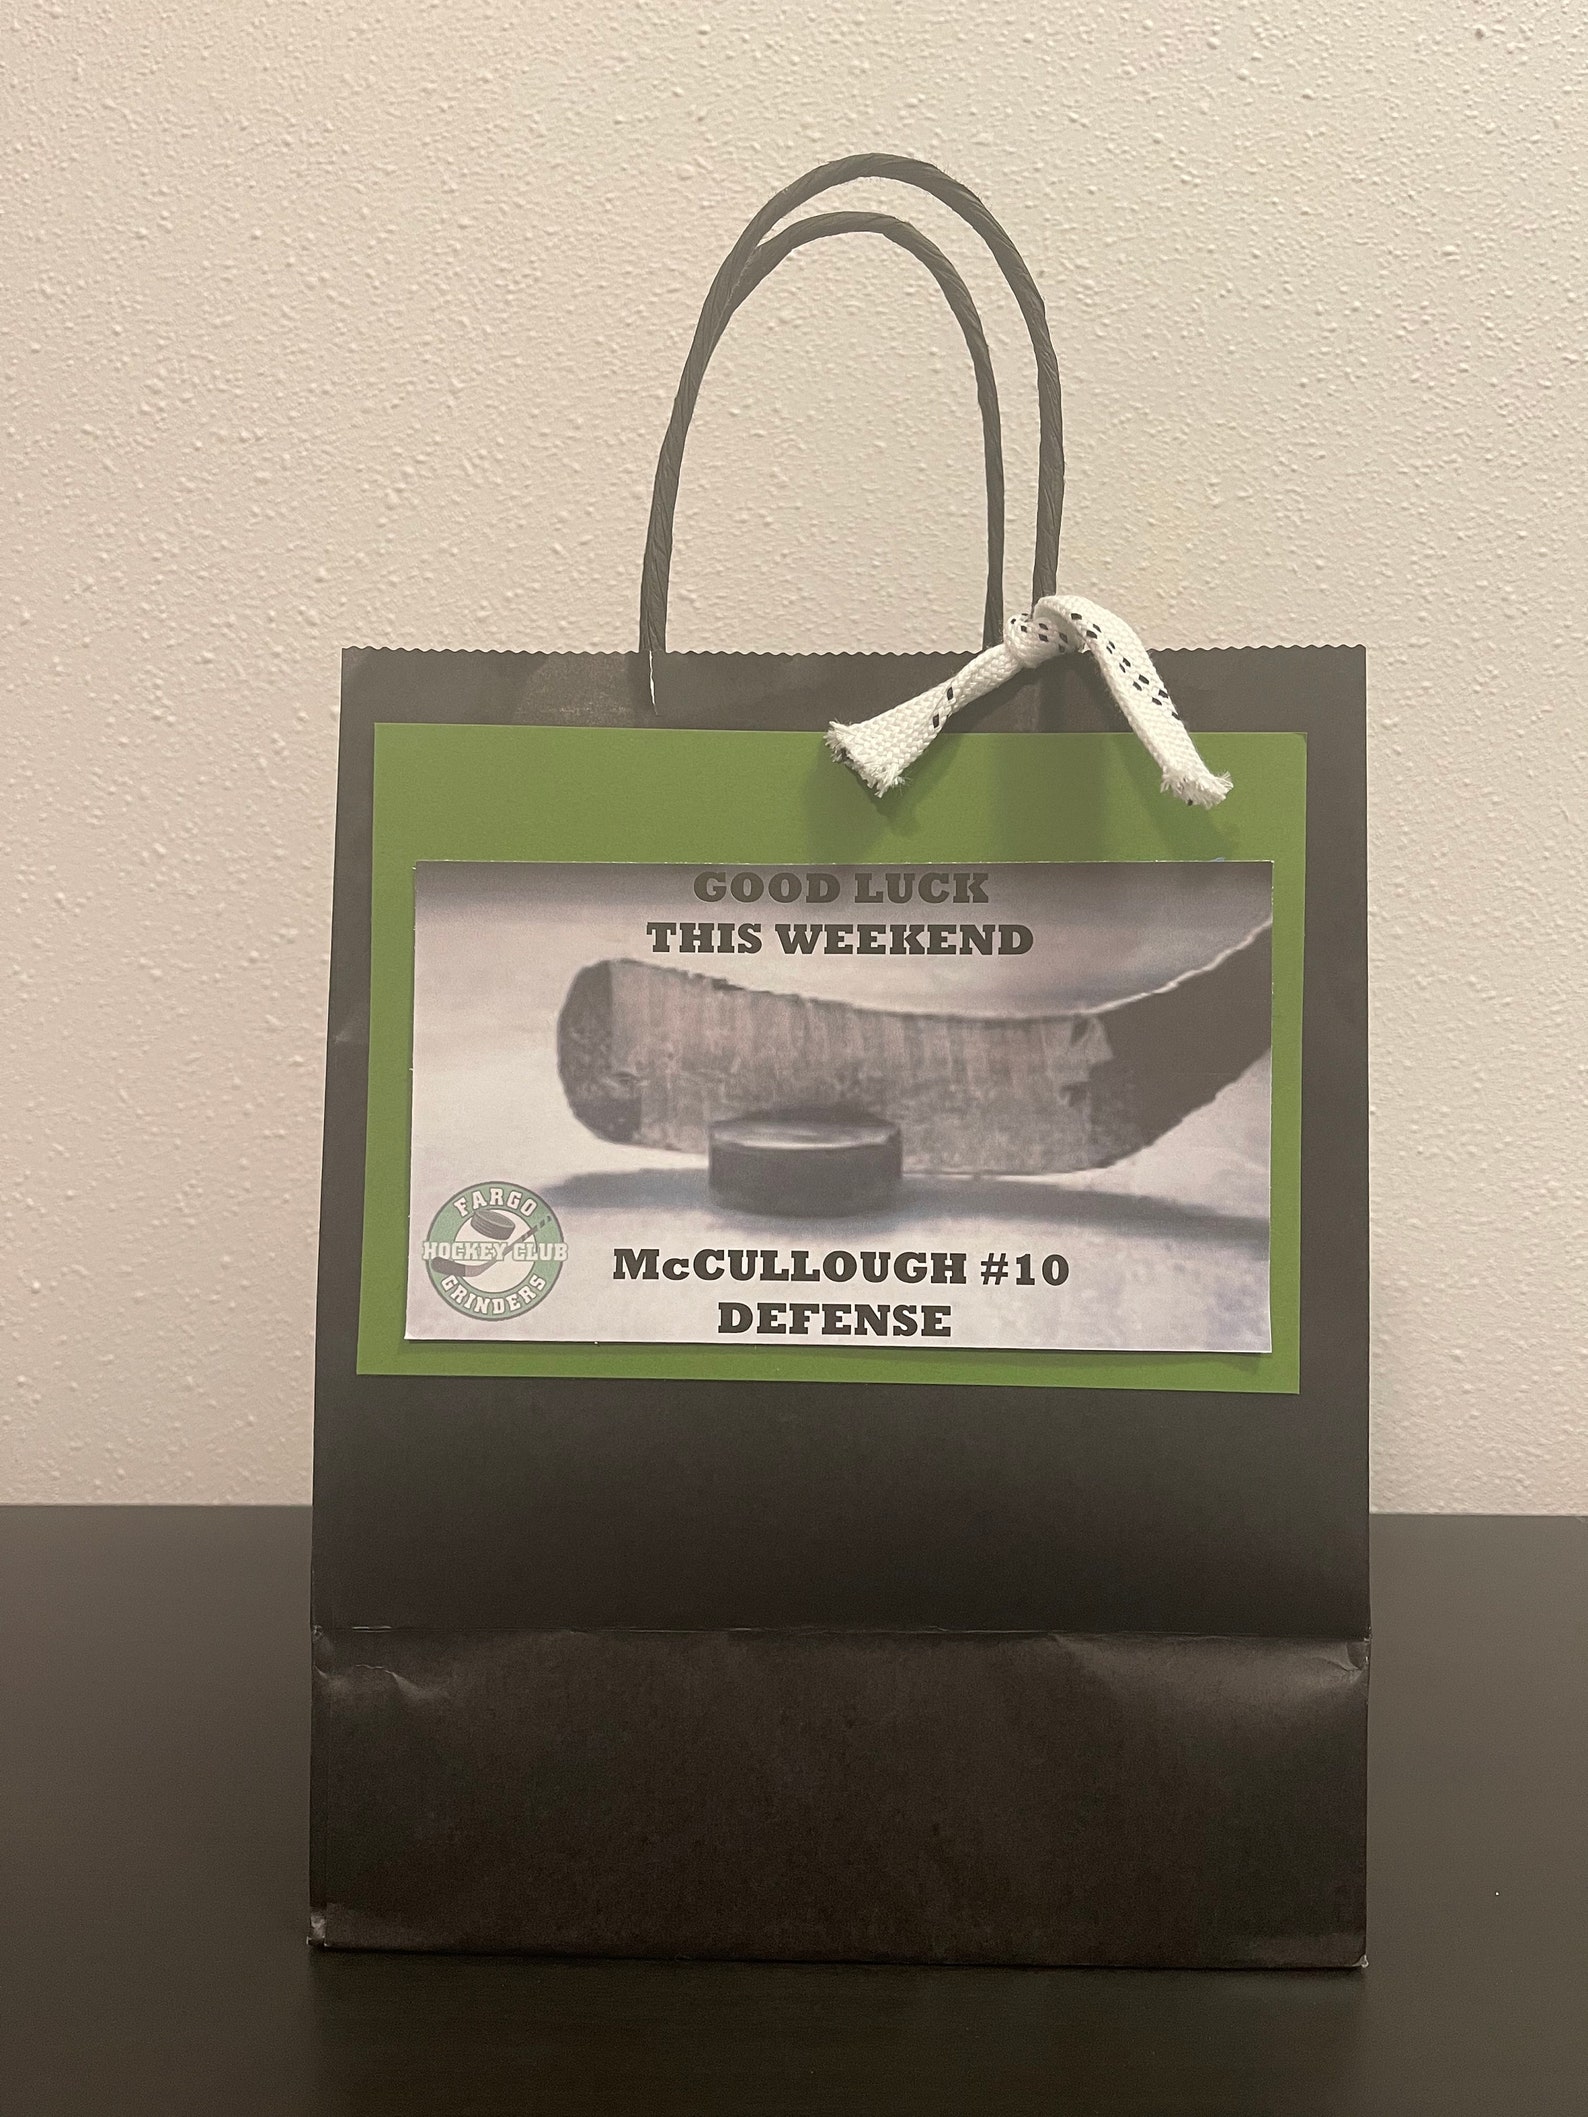 GOOD LUCK
THIS WEEKEND
FARGO
HOCKEY CLUB
GRINDERS
McCULLOUGH #10
DEFENSE